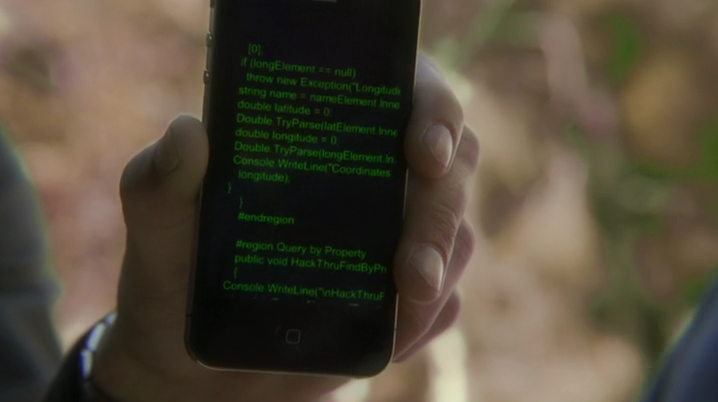 [0];
if (longElement == null)
throw new Exception("Longitude
string name = nameElement.Inne
double latitude = 0;
Double.TryParse(latElement.Inne
double longitude = 0;
Double.TryParse(longElement.In
Console.WriteLine("Coordinates
longitude);
}
}
#endregion
#region Query by Property
public void HackThruFindByPr
{
Console.WriteLine("\nHackThruF